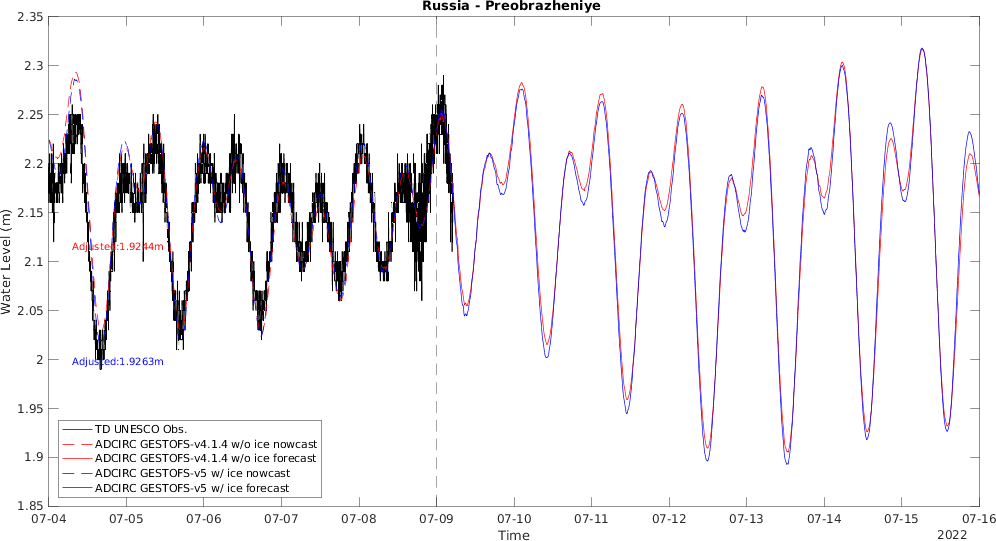 Russia - Preobrazheniye
2.35
2.3
2.25
2.2
2.15
2.1
2.05
2
1.95
1.9
1.85
Water Level (m)
Adjusted:1.9244m
Adjusted:1.9263m
TD UNESCO Obs.
ADCIRC GESTOFS-v4.1.4 w/o ice nowcast
ADCIRC GESTOFS-v4.1.4 w/o ice forecast
ADCIRC GESTOFS-v5 w/ ice nowcast
ADCIRC GESTOFS-v5 w/ ice forecast
07-04 07-05 07-06 07-07 07-08 07-09 07-10 07-11 07-12 07-13 07-14 07-15 07-16
Time
2022